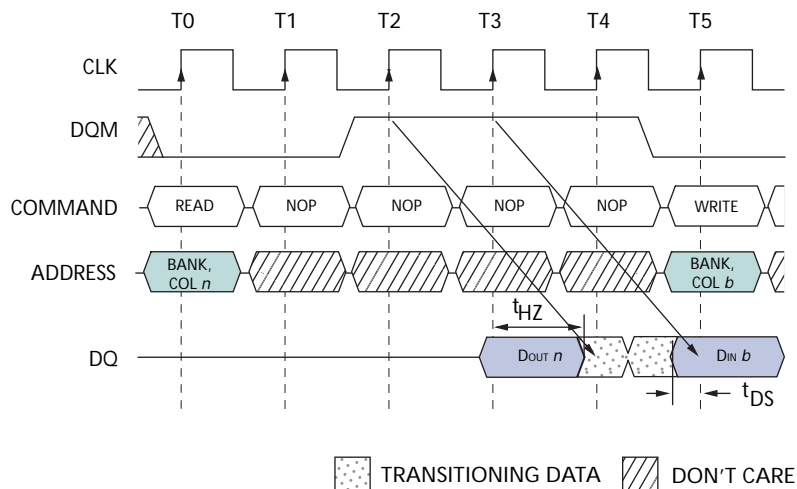 T0 T1 T2 T3 T4 T5
CLK
DQM
COMMAND READ NOP NOP NOP NOP WRITE
ADDRESS BANK, COL n BANK, COL b
tHZ
DQ DOUT n DIN b
tDS
TRANSITIONING DATA DON'T CARE